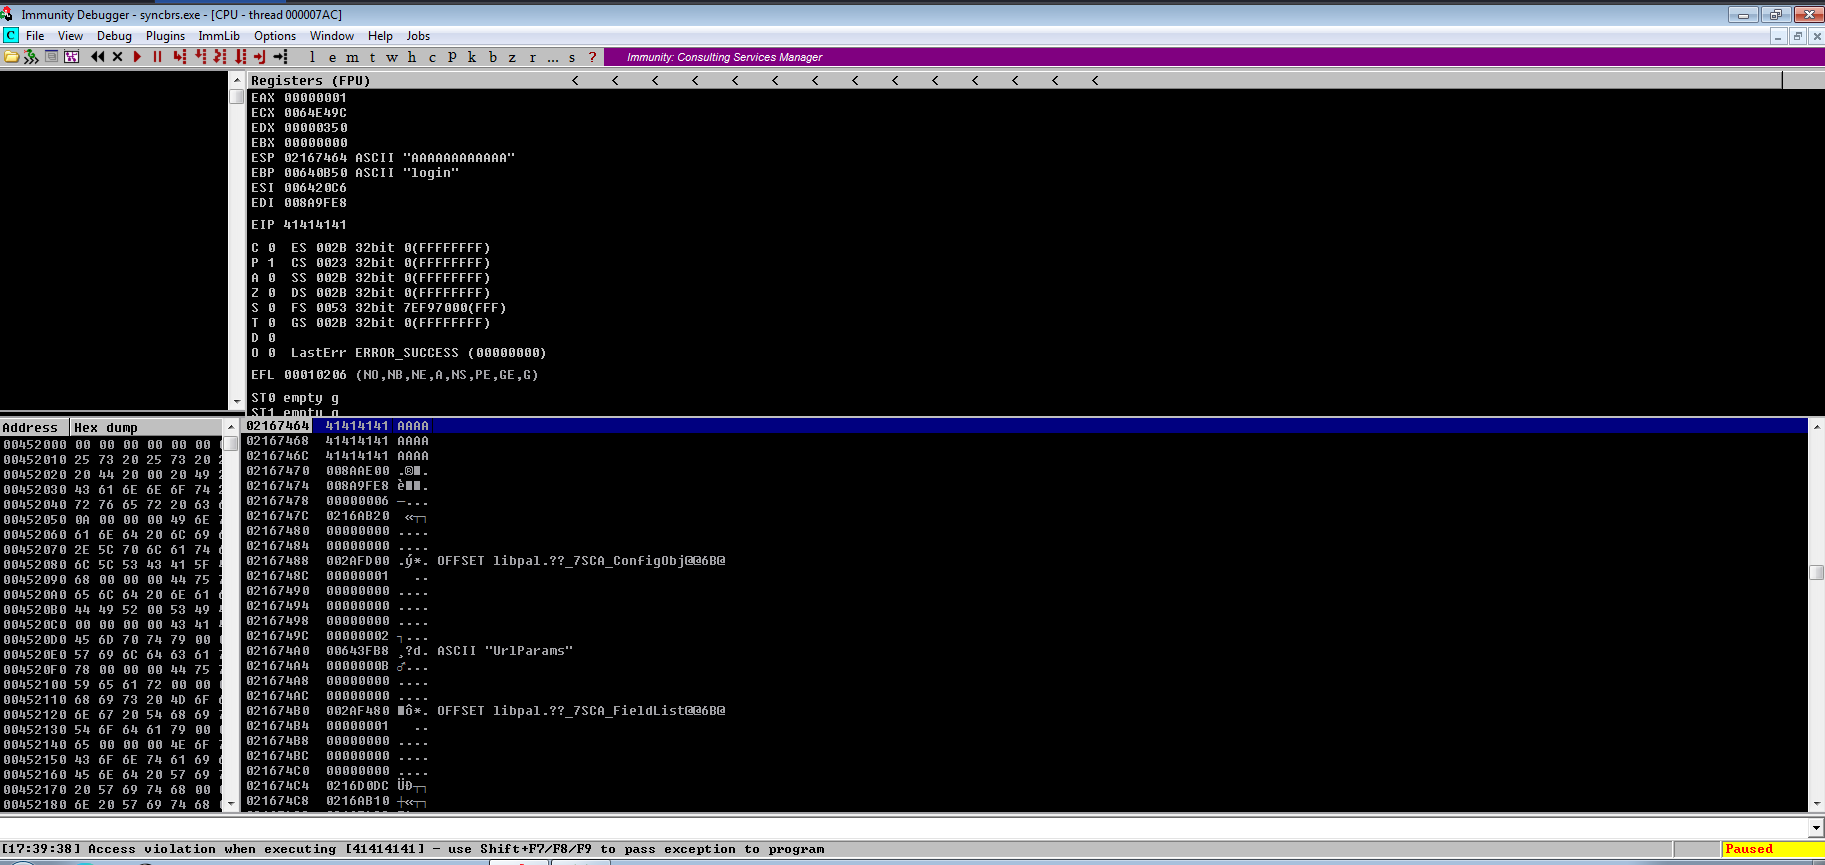 Immunity Debugger - syncbrs.exe - [CPU - thread 000007AC]
C File View Debug Plugins ImmLib Options Window Help Jobs
l e m t w h c P k b z r ... s ? Immunity: Consulting Services Manager
Registers (FPU) < < < < < < < < < < < < < <
EAX 00000001
ECX 0064E49C
EDX 00000350
EBX 00000000
ESP 02167464 ASCII "AAAAAAAAAAAA"
EBP 00640B50 ASCII "login"
ESI 006420C6
EDI 008A9FE8
EIP 41414141
C 0 ES 002B 32bit 0(FFFFFFFF)
P 1 CS 0023 32bit 0(FFFFFFFF)
A 0 SS 002B 32bit 0(FFFFFFFF)
Z 0 DS 002B 32bit 0(FFFFFFFF)
S 0 FS 0053 32bit 7EF97000(FFF)
T 0 GS 002B 32bit 0(FFFFFFFF)
D 0
O 0 LastErr ERROR_SUCCESS (00000000)
EFL 00010206 (NO,NB,NE,A,NS,PE,GE,G)
ST0 empty g
ST1 empty g
Address Hex dump
00452000 00 00 00 00 00 00 00
00452010 25 73 20 25 73 20
00452020 20 44 20 00 20 49
00452030 43 61 6E 6E 6F 74
00452040 72 76 65 72 20 63
00452050 0A 00 00 00 49 6E
00452060 61 6E 64 20 6C 69
00452070 2E 5C 70 6C 61 74
00452080 6C 5C 53 43 41 5F
00452090 68 00 00 00 44 75
004520A0 65 6C 64 20 6E 61
004520B0 44 49 52 00 53 49
004520C0 00 00 00 00 43 41
004520D0 45 6D 70 74 79 00
004520E0 57 69 6C 64 63 61
004520F0 78 00 00 00 44 75
00452100 59 65 61 72 00 00
00452110 68 69 73 20 4D 6F
00452120 6E 67 20 54 68 69
00452130 54 6F 64 61 79 00
00452140 65 00 00 00 4E 6F
00452150 43 6F 6E 74 61 69
00452160 45 6E 64 20 57 69
00452170 20 57 69 74 68 00
00452180 6E 20 57 69 74 68
02167464 41414141 AAAA
02167468 41414141 AAAA
0216746C 41414141 AAAA
02167470 008AAE00 .®■.
02167474 008A9FE8 è■■.
02167478 00000006 –...
0216747C 0216AB20 «┬┐
02167480 00000000 ....
02167484 00000000 ....
02167488 002AFD00 .ý*. OFFSET libpal.??_7SCA_ConfigObj@@6B@
0216748C 00000001 ..
02167490 00000000 ....
02167494 00000000 ....
02167498 00000000 ....
0216749C 00000002 ┐...
021674A0 00643FB8 ¸?d. ASCII "UrlParams"
021674A4 0000000B ♂...
021674A8 00000000 ....
021674AC 00000000 ....
021674B0 002AF480 ■ô*. OFFSET libpal.??_7SCA_FieldList@@6B@
021674B4 00000001 ..
021674B8 00000000 ....
021674BC 00000000 ....
021674C0 00000000 ....
021674C4 0216D0DC ÜÐ┬┐
021674C8 0216AB10 ┼«┬┐
[17:39:38] Access violation when executing [41414141] - use Shift+F7/F8/F9 to pass exception to program
Paused